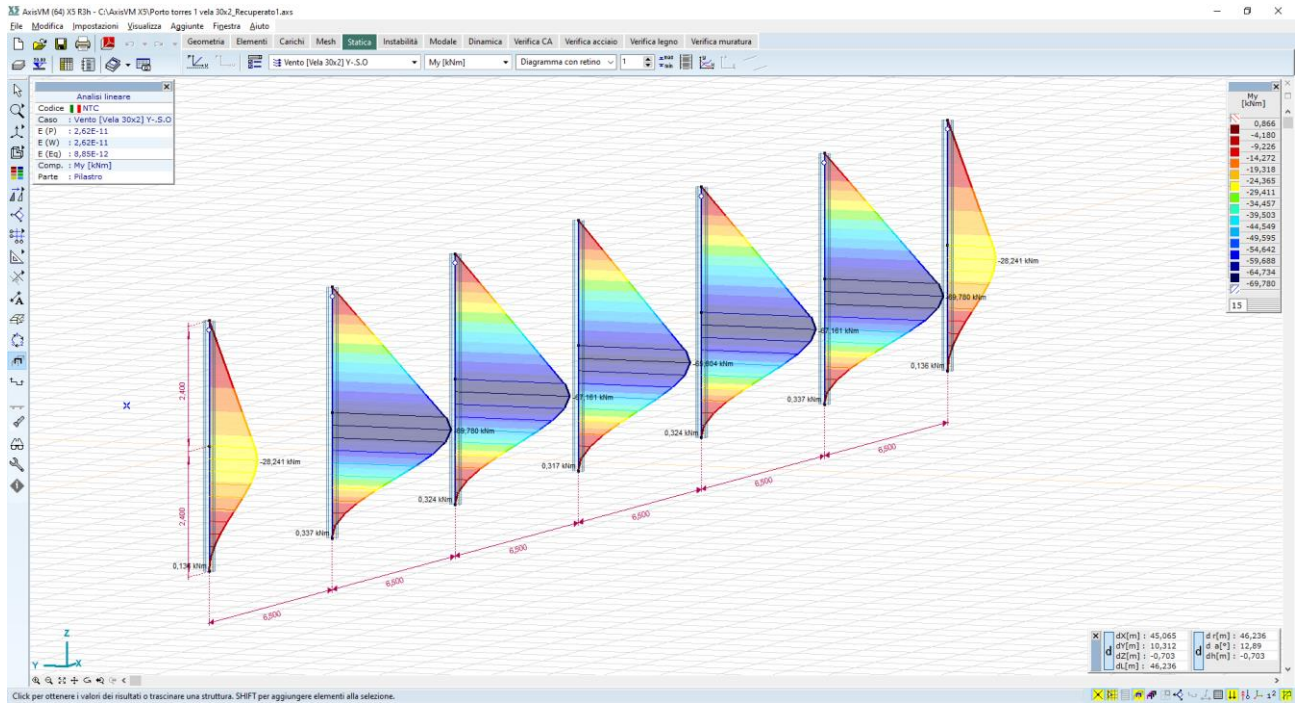 AxisVM (64) X5 R3h - C:\AxisVM X5\Porto torres 1 vela 30x2_Recuperato1.axs
File Modifica Impostazioni Visualizza Aggiunte Finestra Aiuto
Geometria Elementi Carichi Mesh Statica Instabilità Modale Dinamica Verifica CA Verifica acciaio Verifica legno Verifica muratura
Vento [Vela 30x2] Y-.S.O My [kNm] Diagramma con retino 1
Analisi lineare
Codice NTC
Caso : Vento [Vela 30x2] Y-.S.O
E (P) : 2,62E-11
E (W) : 2,62E-11
E (Eq) : 8,85E-12
Comp. : My [kNm]
Parte : Pilastro
My
[kNm]
0,866
-4,180
-9,226
-14,272
-19,318
-24,365
-29,411
-34,457
-39,503
-44,549
-49,595
-54,642
-59,688
-64,734
-69,780
15
-28,241 kNm
-69,780 kNm
0,136 kNm
-67,161 kNm
0,337 kNm
2,400
6,500
0,324 kNm
-67,161 kNm
6,500
0,317 kNm
-69,780 kNm
6,500
-28,241 kNm
0,324 kNm
6,500
2,400
0,337 kNm
6,500
6,500
Z
Y X
dX[m] : 45,065
dY[m] : 10,312
dZ[m] : -0,703
dL[m] : 46,236
d
d r[m] : 46,236
d a[°] : 12,89
dh[m] : -0,703
d
Click per ottenere i valori dei risultati o trascinare una struttura. SHIFT per aggiungere elementi alla selezione.